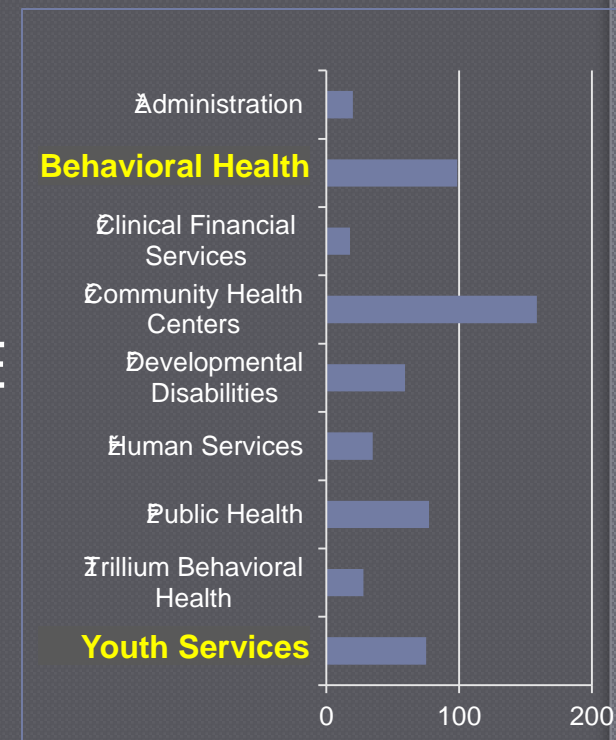 Administration
Behavioral Health
Clinical Financial
Services
Community Health
Centers
Developmental
Disabilities
Human Services
Public Health
Trillium Behavioral
Health
Youth Services
0 100 200